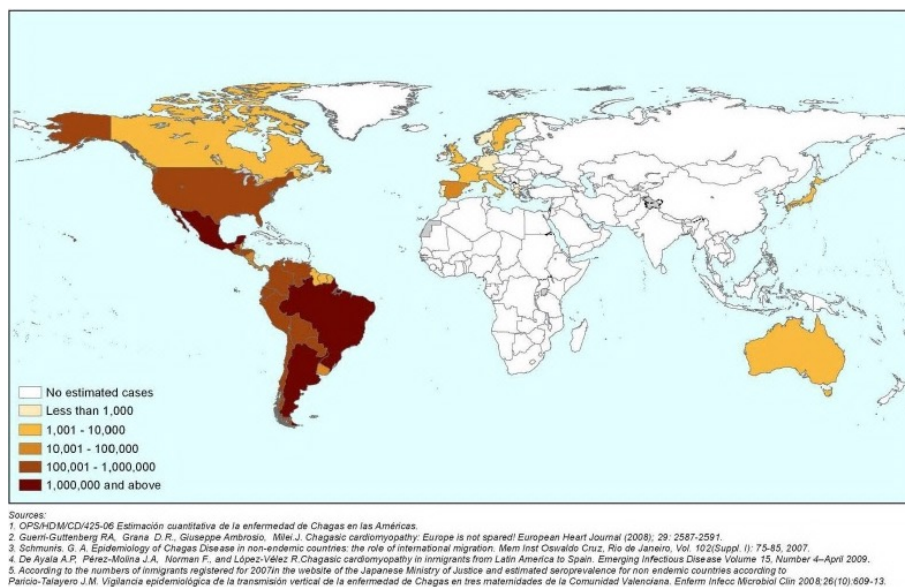 No estimated cases
Less than 1,000
1,001 - 10,000
10,001 - 100,000
100,001 - 1,000,000
1,000,000 and above
Sources:
1. OPS/HDM/CD/425-06 Estimación cuantitativa de la enfermedad de Chagas en las Américas.
2. Guerri-Guttenberg RA, Grana D.R., Giuseppe Ambrosio, Milei.J. Chagasic cardiomyopathy: Europe is not spared! European Heart Journal (2008); 29: 2587-2591.
3. Schmunis. G. A. Epidemiology of Chagas Disease in non-endemic countries: the role of international migration. Mem Inst Oswaldo Cruz, Rio de Janeiro, Vol. 102(Suppl. I): 75-85, 2007.
4. De Ayala A.P, Pérez-Molina J.A, Norman F., and López-Vélez R.Chagasic cardiomyopathy in inmigrants from Latin America to Spain. Emerging Infectious Disease Volume 15, Number 4–April 2009.
5. According to the numbers of inmigrants registered for 2007in the website of the Japanese Ministry of Justice and estimated seroprevalence for non endemic countries according to
Paricio-Talayero J.M. Vigilancia epidemiológica de la transmisión vertical de la enfermedad de Chagas en tres maternidades de la Comunidad Valenciana. Enferm Infecc Microbiol Clin 2008;26(10):609-13.